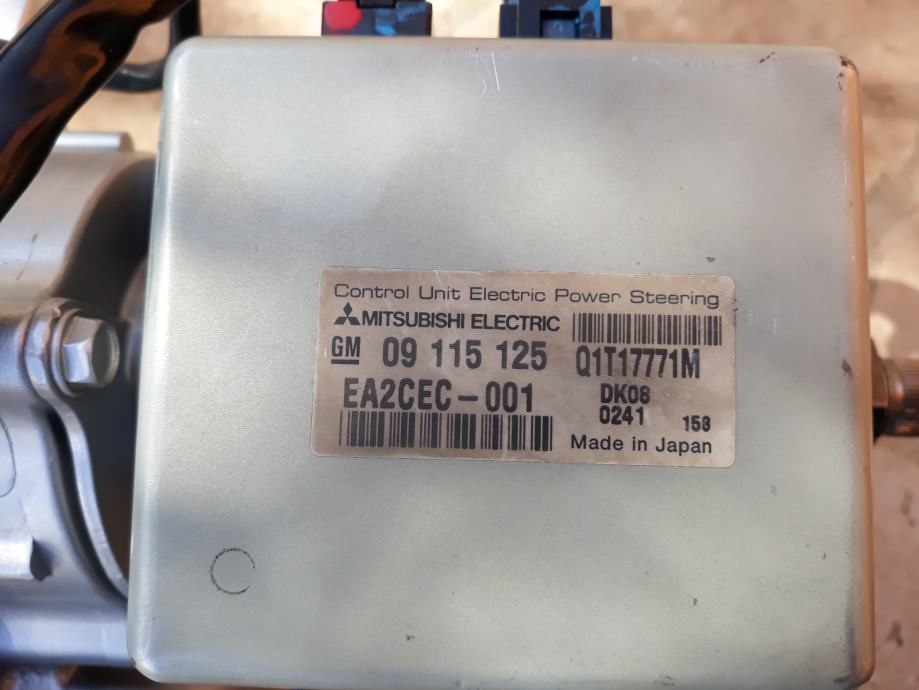 Control Unit Electric Power Steering
MITSUBISHI ELECTRIC
GM 09 115 125
Q1T17771M
EA2CEC-001
DK06
0241 158
Made in Japan